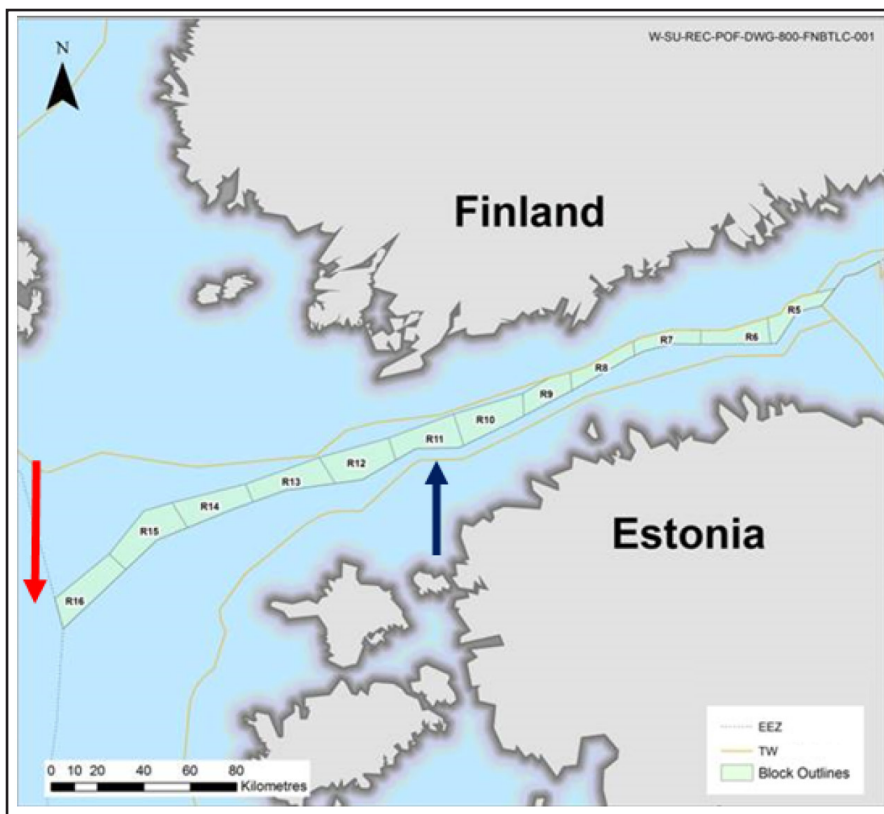 W-SU-REC-POF-DWG-800-FNBTLC-001
N
Finland
R5
R6
R7
R8
R9
R10
R11
R12
R13
R14
R15
R16
Estonia
EEZ
TW
Block Outlines
0 10 20 40 60 80
Kilometres